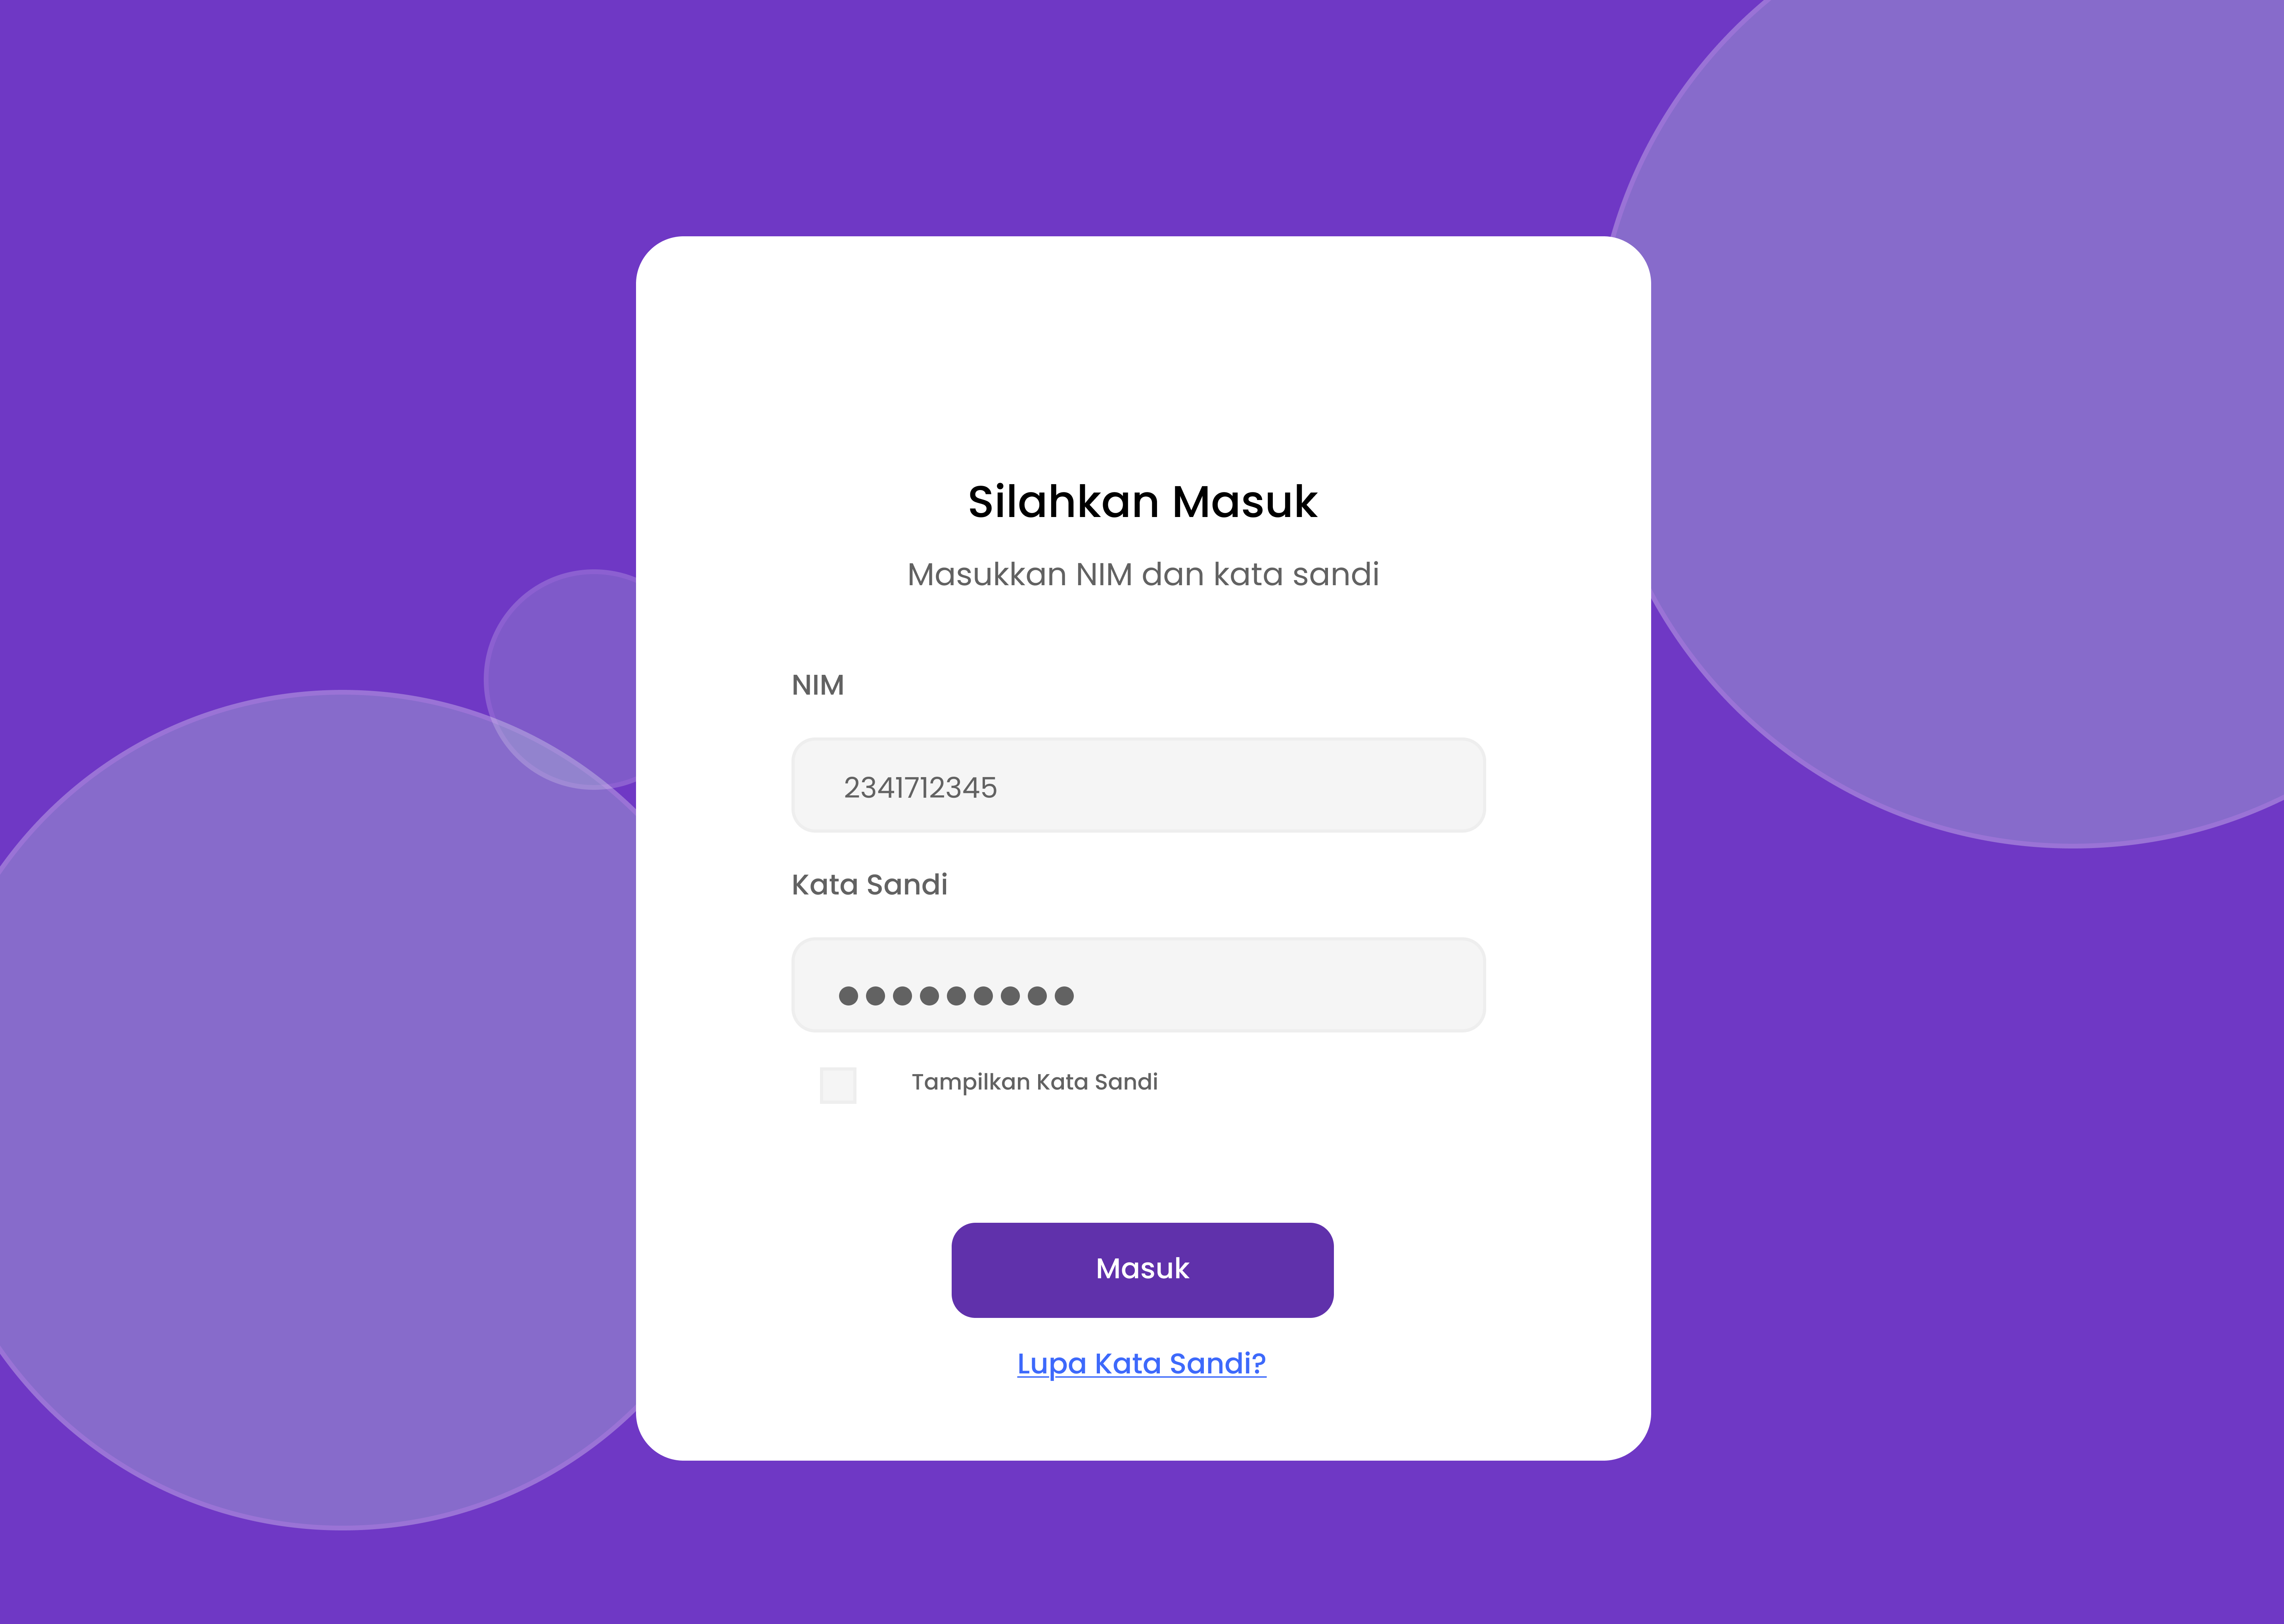 Silahkan Masuk
Masukkan NIM dan kata sandi
NIM
2341712345
Kata Sandi
●●●●●●●●●
Tampilkan Kata Sandi
Masuk
Lupa Kata Sandi?